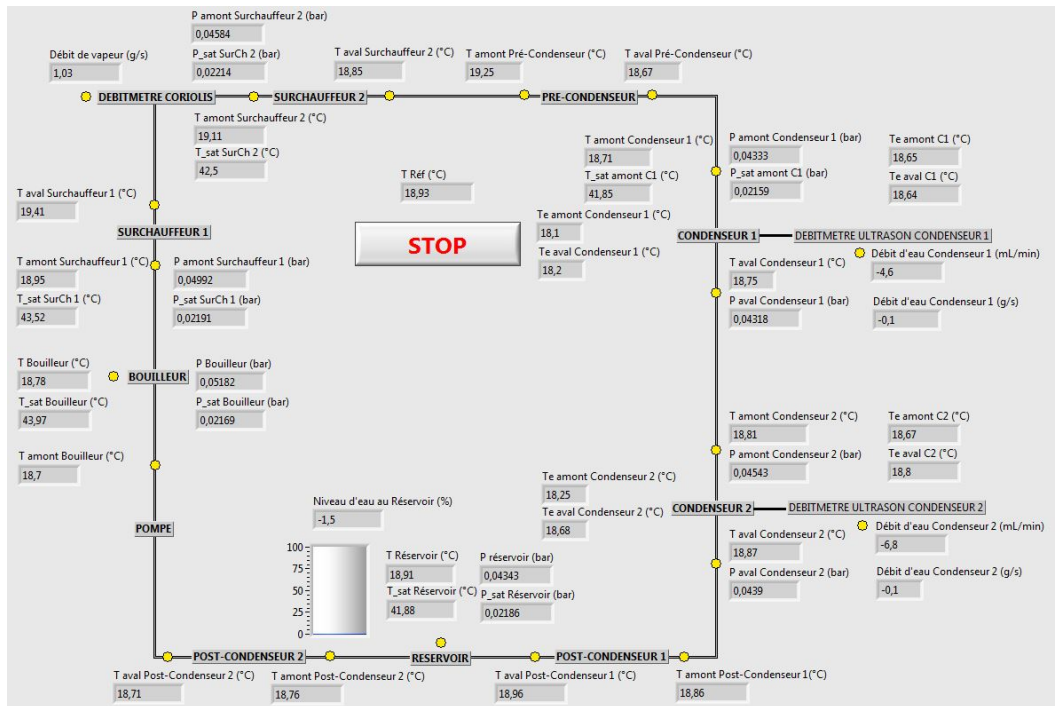 P amont Surchauffeur 2 (bar)
0,04584
Débit de vapeur (g/s)
1,03
P_sat SurCh 2 (bar)
0,02214
T aval Surchauffeur 2 (°C)
18,85
T amont Pré-Condenseur (°C)
19,25
T aval Pré-Condenseur (°C)
18,67
DEBITMETRE CORIOLIS
SURCHAUFFEUR 2
PRE-CONDENSEUR
T amont Surchauffeur 2 (°C)
19,11
T_sat SurCh 2 (°C)
42,5
T Réf (°C)
18,93
T amont Condenseur 1 (°C)
18,71
T_sat amont C1 (°C)
41,85
P amont Condenseur 1 (bar)
0,04333
P_sat amont C1 (bar)
0,02159
Te amont C1 (°C)
18,65
Te aval C1 (°C)
18,64
T aval Surchauffeur 1 (°C)
19,41
SURCHAUFFEUR 1
STOP
Te amont Condenseur 1 (°C)
18,1
Te aval Condenseur 1 (°C)
18,2
CONDENSEUR 1
DEBITMETRE ULTRASON CONDENSEUR 1
T amont Surchauffeur 1 (°C)
18,95
T_sat SurCh 1 (°C)
43,52
P amont Surchauffeur 1 (bar)
0,04992
P_sat SurCh 1 (bar)
0,02191
T aval Condenseur 1 (°C)
18,75
P aval Condenseur 1 (bar)
0,04318
Débit d'eau Condenseur 1 (mL/min)
-4,6
Débit d'eau Condenseur 1 (g/s)
-0,1
T Bouilleur (°C)
18,78
BOUILLEUR
P Bouilleur (bar)
0,05182
T_sat Bouilleur (°C)
43,97
P_sat Bouilleur (bar)
0,02169
T amont Bouilleur (°C)
18,7
T amont Condenseur 2 (°C)
18,81
P amont Condenseur 2 (bar)
0,04543
Te amont C2 (°C)
18,67
Te aval C2 (°C)
18,8
Te amont Condenseur 2 (°C)
18,25
Te aval Condenseur 2 (°C)
18,68
CONDENSEUR 2
DEBITMETRE ULTRASON CONDENSEUR 2
POMPE
Niveau d'eau au Réservoir (%)
-1,5
100
75
50
25
0
T Réservoir (°C)
18,91
T_sat Réservoir (°C)
41,88
P réservoir (bar)
0,04343
P_sat Réservoir (bar)
0,02186
T aval Condenseur 2 (°C)
18,87
P aval Condenseur 2 (bar)
0,0439
Débit d'eau Condenseur 2 (mL/min)
-6,8
Débit d'eau Condenseur 2 (g/s)
-0,1
POST-CONDENSEUR 2
RESERVOIR
POST-CONDENSEUR 1
T aval Post-Condenseur 2 (°C)
18,71
T amont Post-Condenseur 2 (°C)
18,76
T aval Post-Condenseur 1 (°C)
18,96
T amont Post-Condenseur 1(°C)
18,86